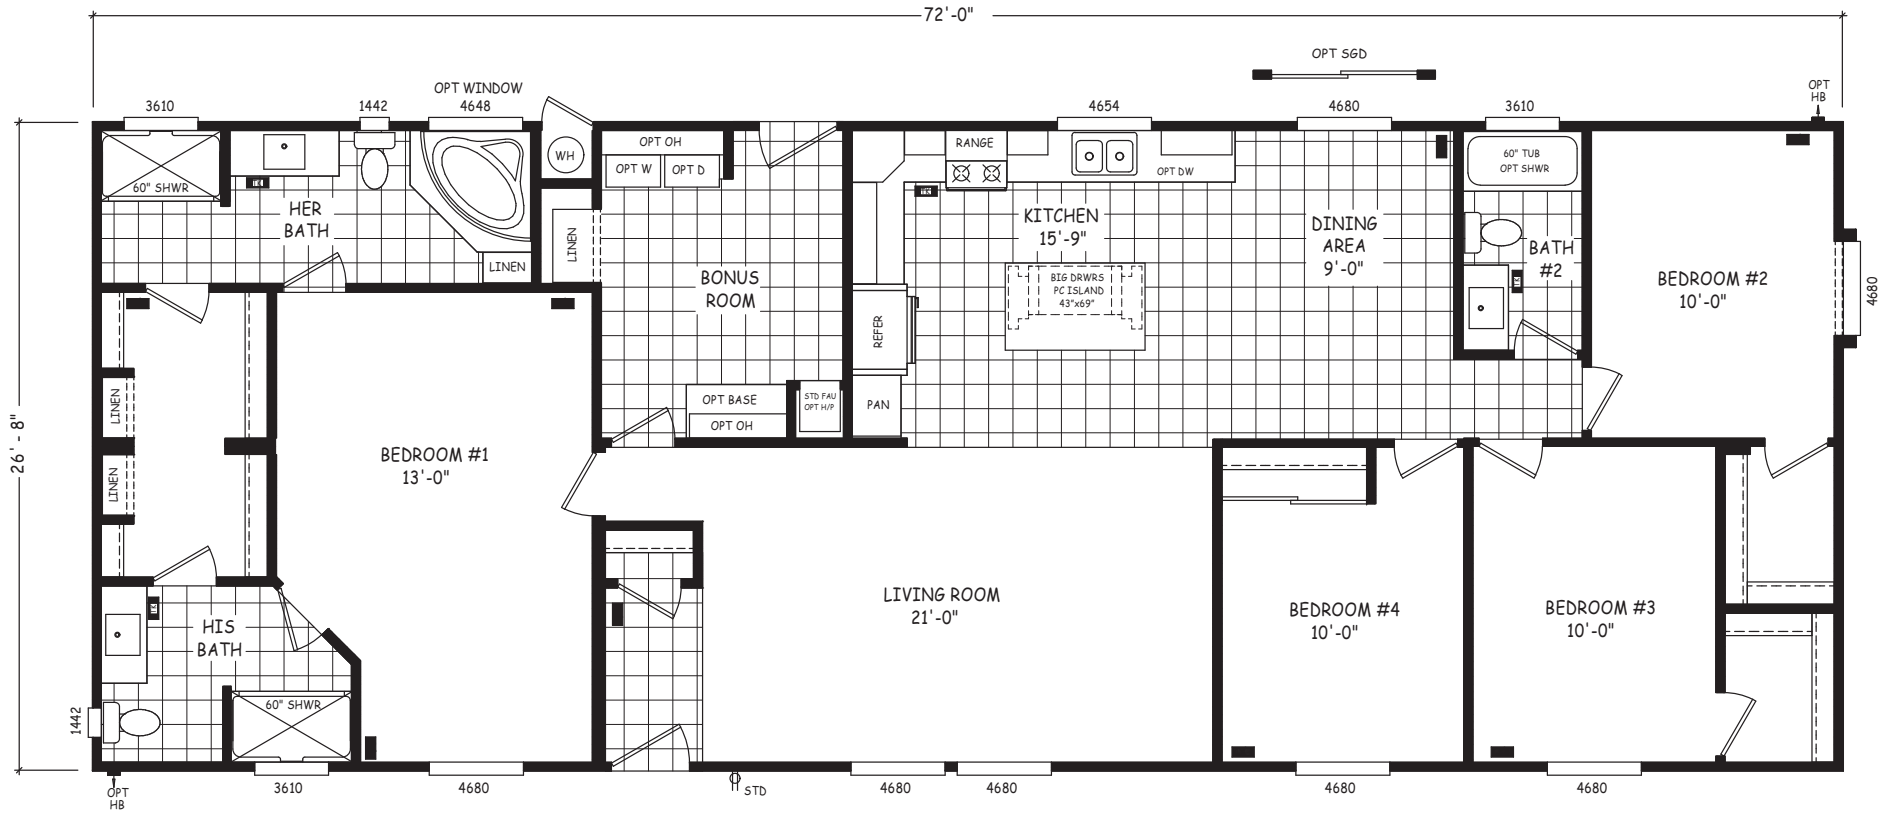 72'-0"
OPT SGD
OPT WINDOW
OPT
HB
3610
1442
4648
4654
4680
3610
60" SHWR
WH
OPT OH
OPT W
OPT D
RANGE
OPT DW
60" TUB
OPT SHWR
HER
BATH
LINEN
LINEN
BONUS
ROOM
KITCHEN
15'-9"
DINING
AREA
9'-0"
BIG DRWRS
PC ISLAND
43"x69"
BATH
#2
BEDROOM #2
10'-0"
4680
REFER
PAN
STD FAU
OPT H/P
OPT BASE
OPT OH
LINEN
LINEN
26' - 8"
BEDROOM #1
13'-0"
LIVING ROOM
21'-0"
BEDROOM #4
10'-0"
BEDROOM #3
10'-0"
HIS
BATH
60" SHWR
1442
OPT
HB
3610
4680
STD
4680
4680
4680
4680